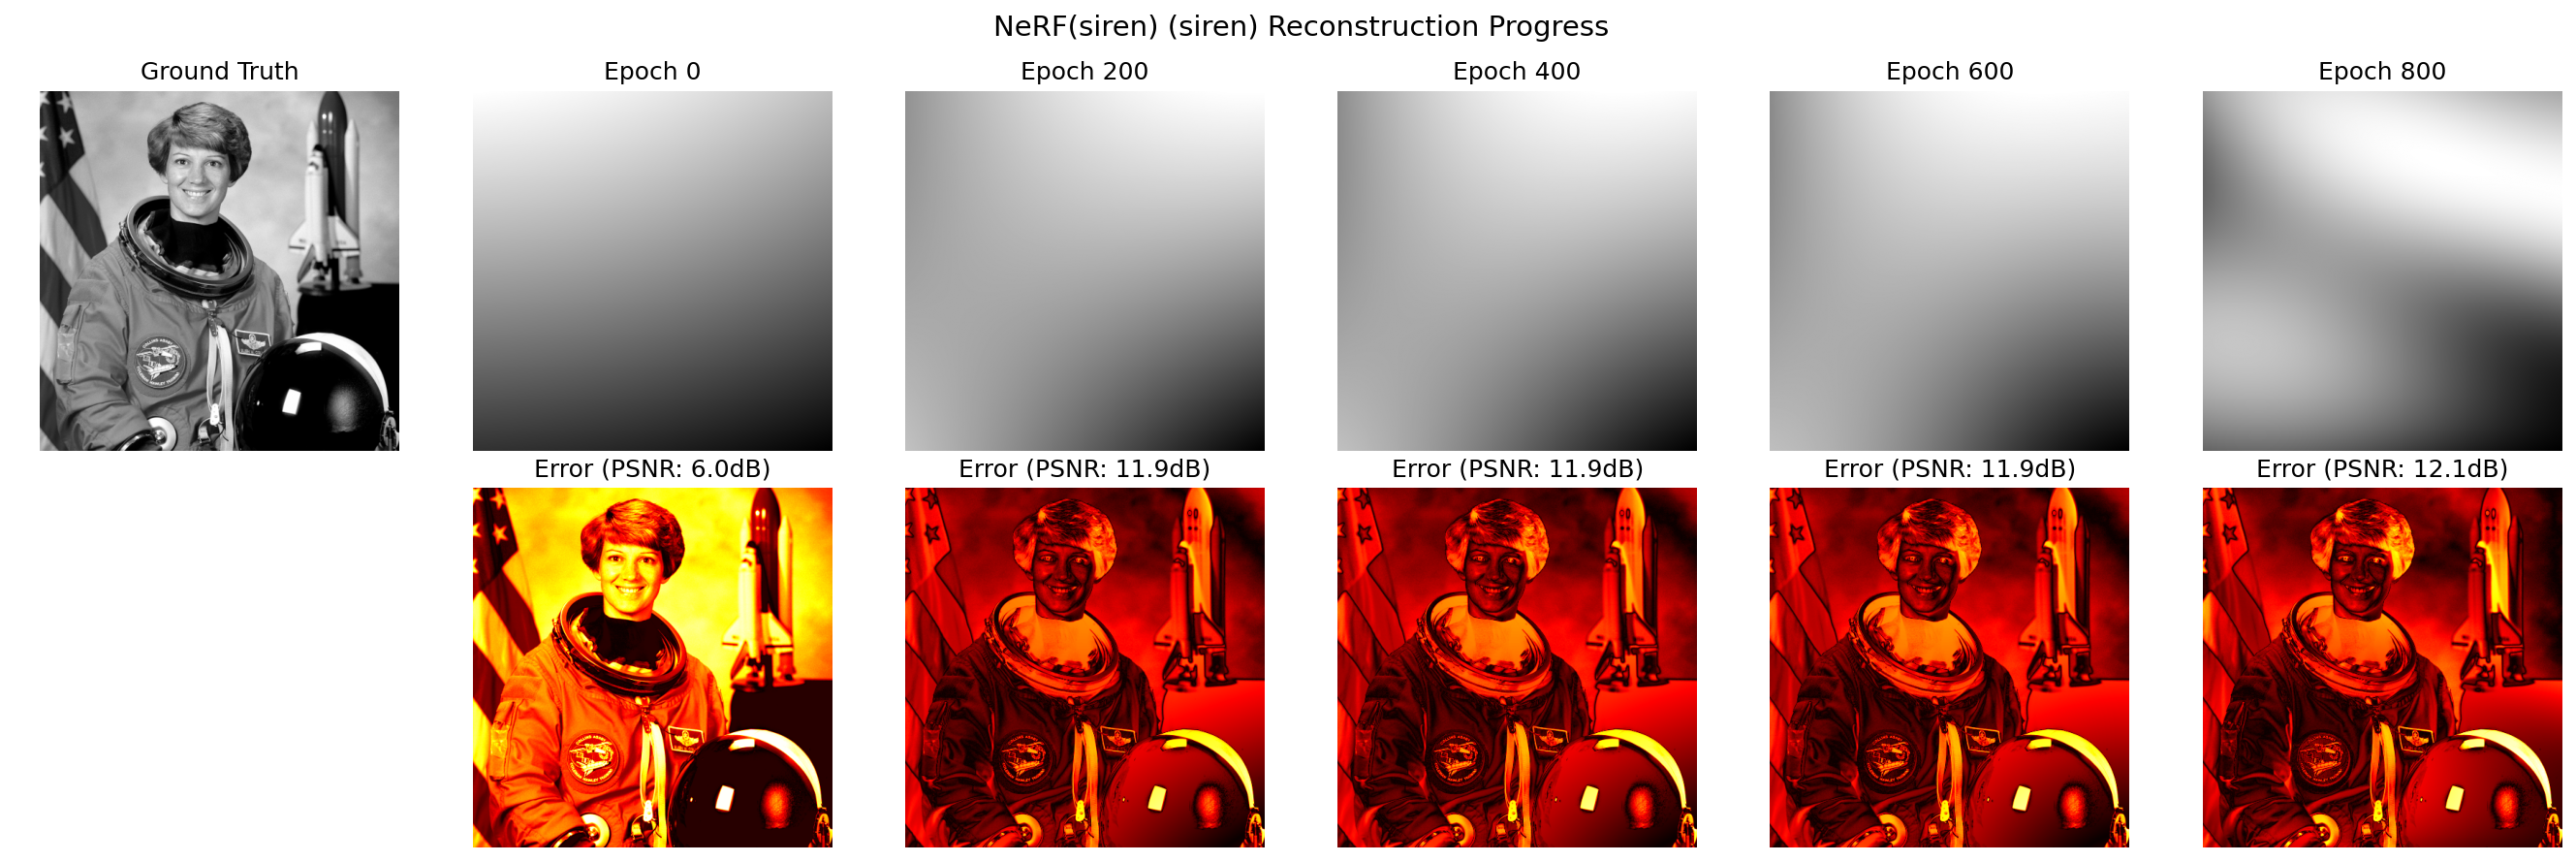 NeRF(siren) (siren) Reconstruction Progress
Ground Truth
Epoch 0
Epoch 200
Epoch 400
Epoch 600
Epoch 800
Error (PSNR: 6.0dB)
Error (PSNR: 11.9dB)
Error (PSNR: 11.9dB)
Error (PSNR: 11.9dB)
Error (PSNR: 12.1dB)